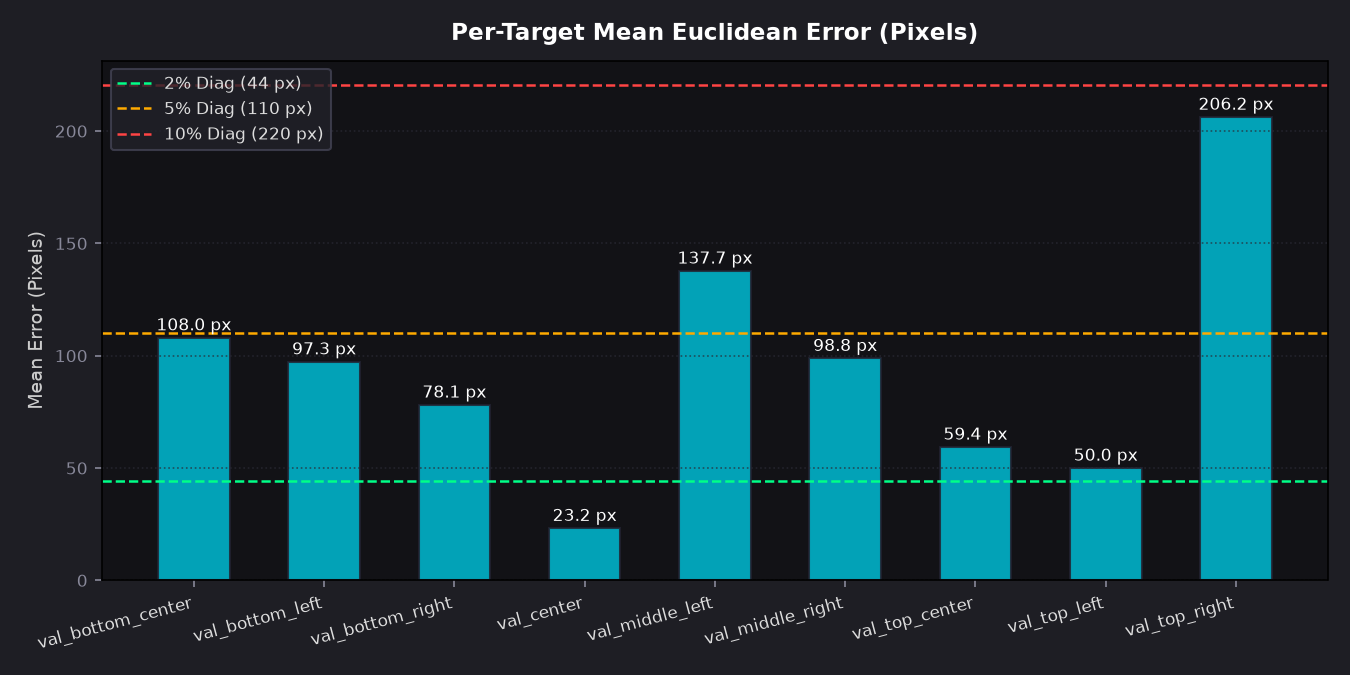 Per-Target Mean Euclidean Error (Pixels)
2% Diag (44 px)
5% Diag (110 px)
10% Diag (220 px)
Mean Error (Pixels)
200
150
100
50
0
108.0 px
97.3 px
78.1 px
23.2 px
137.7 px
98.8 px
59.4 px
50.0 px
206.2 px
val_bottom_center
val_bottom_left
val_bottom_right
val_center
val_middle_left
val_middle_right
val_top_center
val_top_left
val_top_right